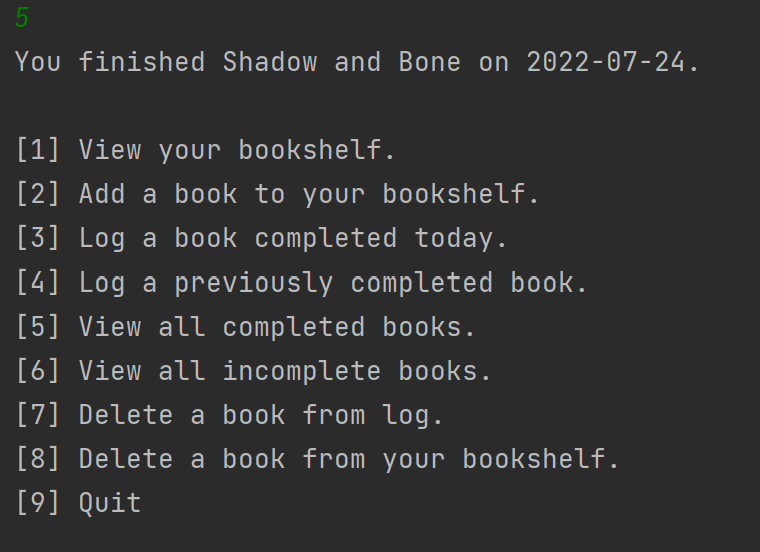 5
You finished Shadow and Bone on 2022-07-24.
[1] View your bookshelf.
[2] Add a book to your bookshelf.
[3] Log a book completed today.
[4] Log a previously completed book.
[5] View all completed books.
[6] View all incomplete books.
[7] Delete a book from log.
[8] Delete a book from your bookshelf.
[9] Quit